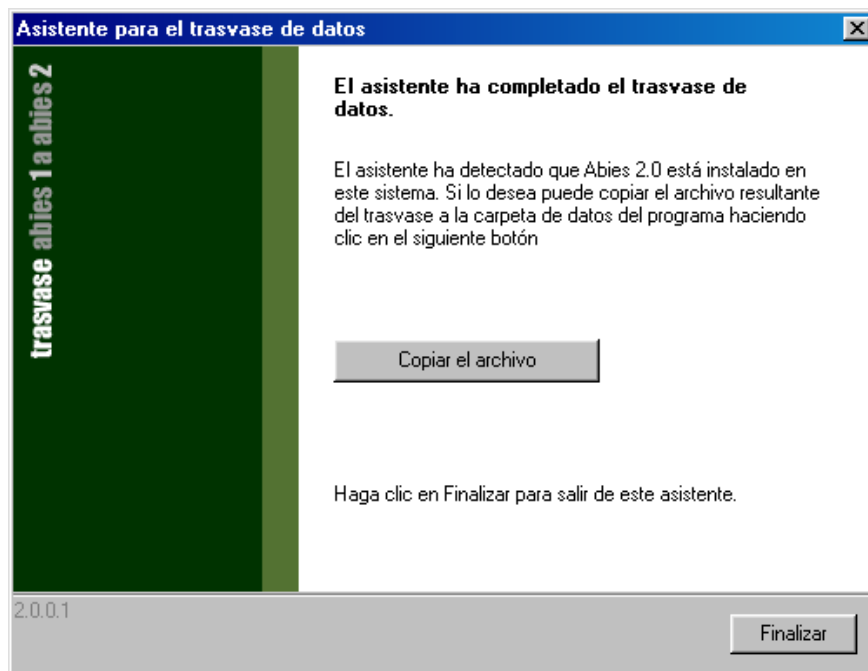 Asistente para el trasvase de datos
trasvase abies 1 a abies 2
El asistente ha completado el trasvase de
datos.
El asistente ha detectado que Abies 2.0 está instalado en
este sistema. Si lo desea puede copiar el archivo resultante
del trasvase a la carpeta de datos del programa haciendo
clic en el siguiente botón
Copiar el archivo
Haga clic en Finalizar para salir de este asistente.
2.0.0.1
Finalizar